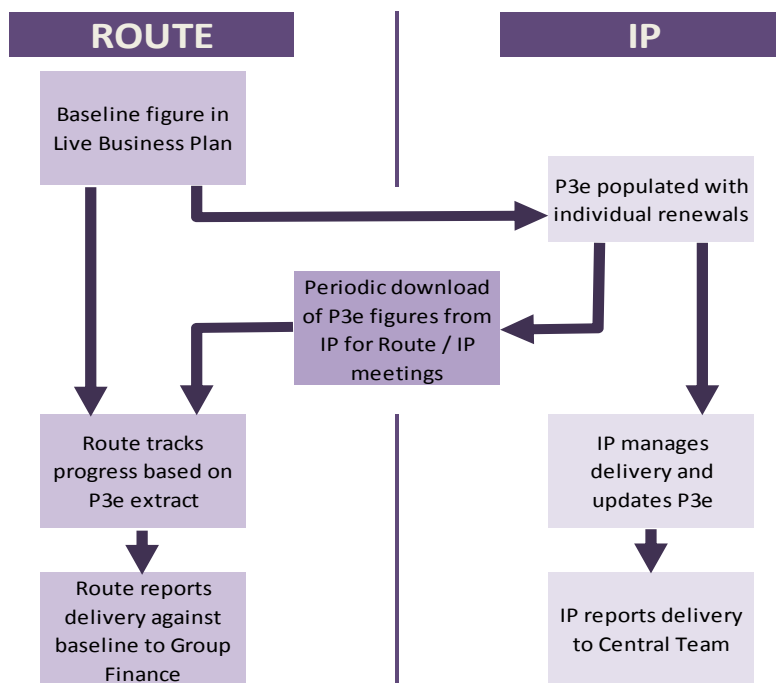 ROUTE
IP
Baseline figure in
Live Business Plan
P3e populated with
individual renewals
Periodic download
of P3e figures from
IP for Route / IP
meetings
Route tracks
progress based on
P3e extract
IP manages
delivery and
updates P3e
Route reports
delivery against
baseline to Group
Finance
IP reports delivery
to Central Team